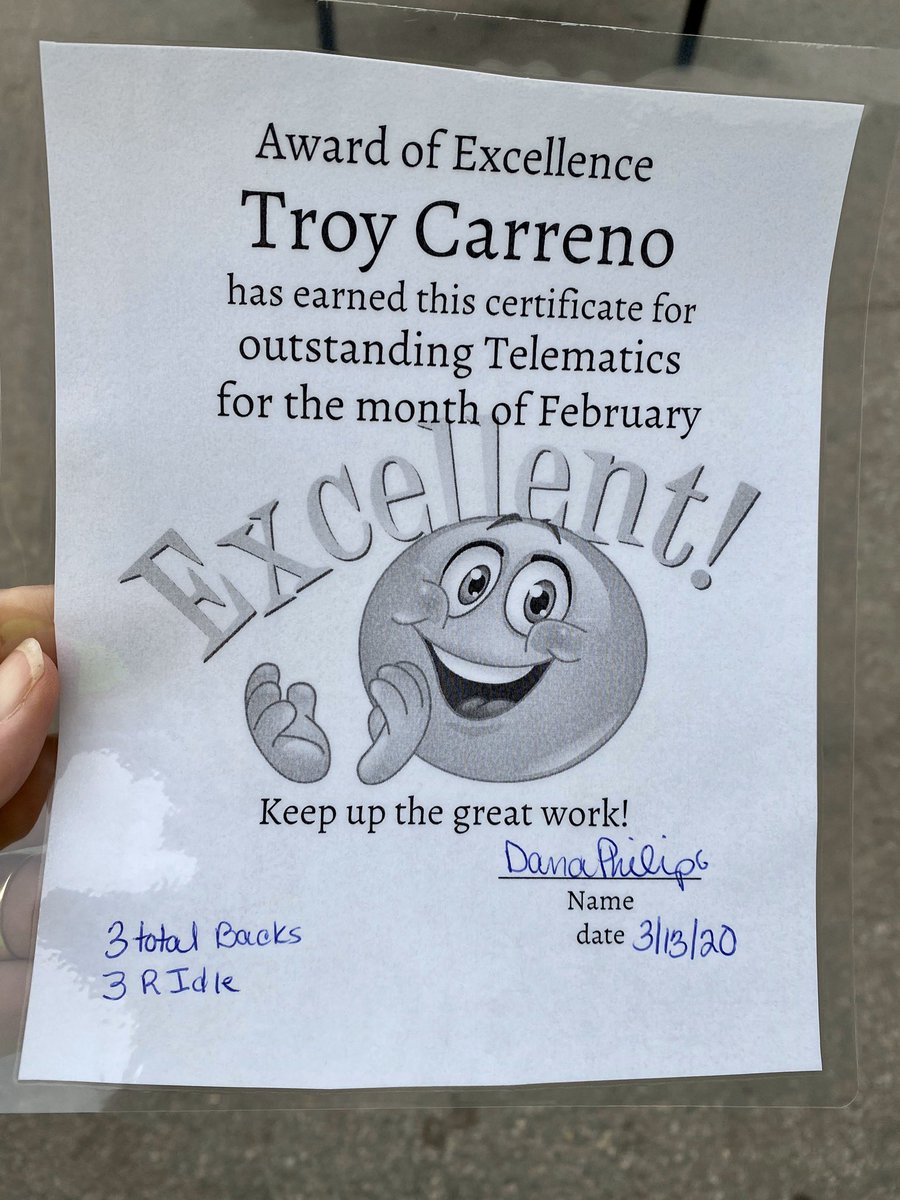 Award of Excellence
Troy Carreno
has earned this certificate for
outstanding Telematics
for the month of February
Excellent!
Keep up the great work!
Dana Philips
Name
date 3/13/20
3 total Backs
3 R Idle